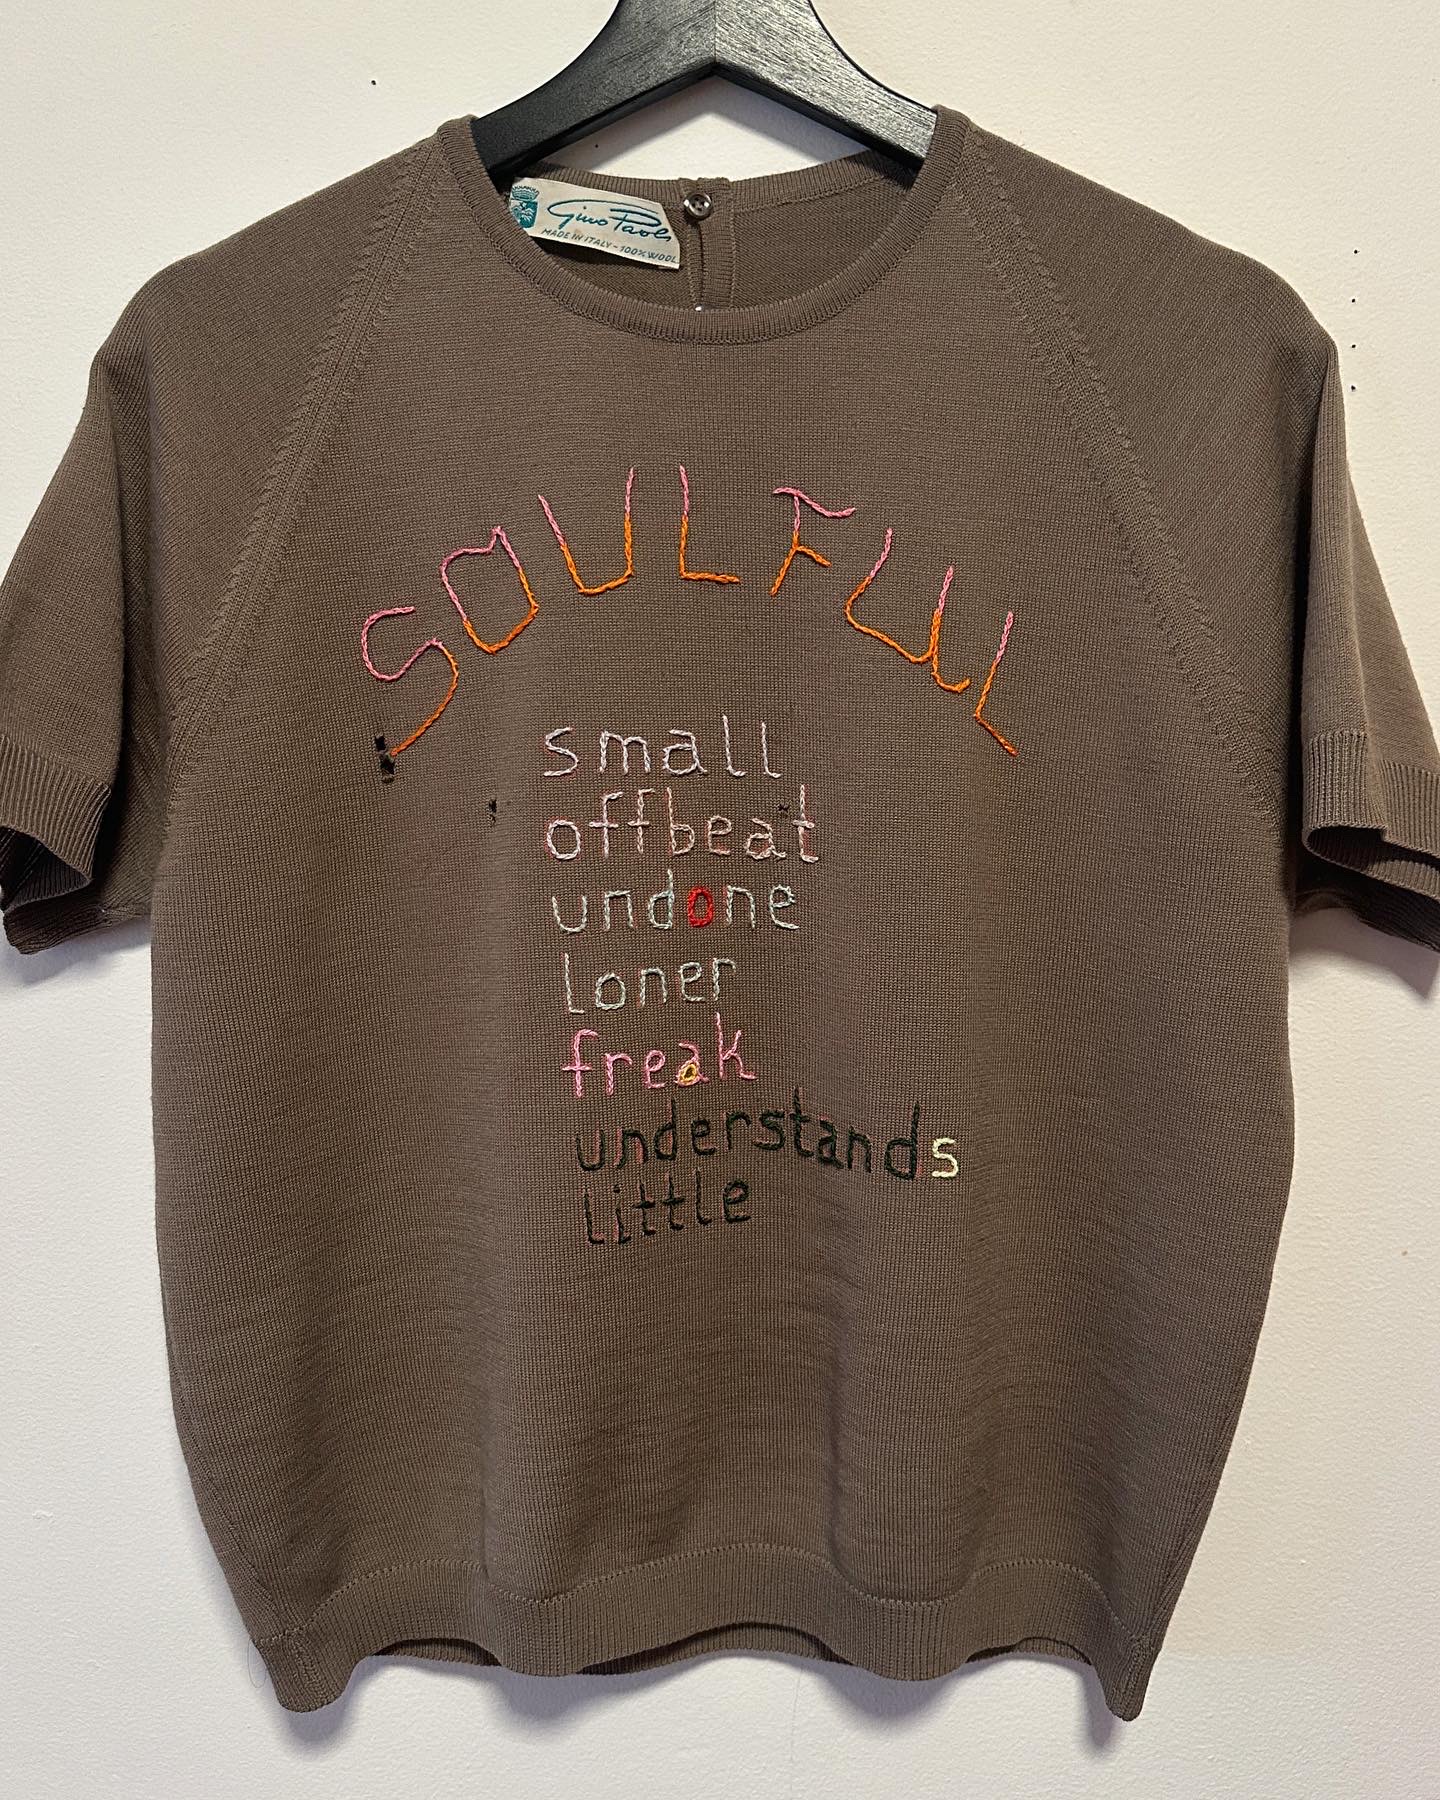 Gino Paoli
MADE IN ITALY - 100% WOOL
SOULFUL
small
offbeat
undone
loner
freak
understands
little